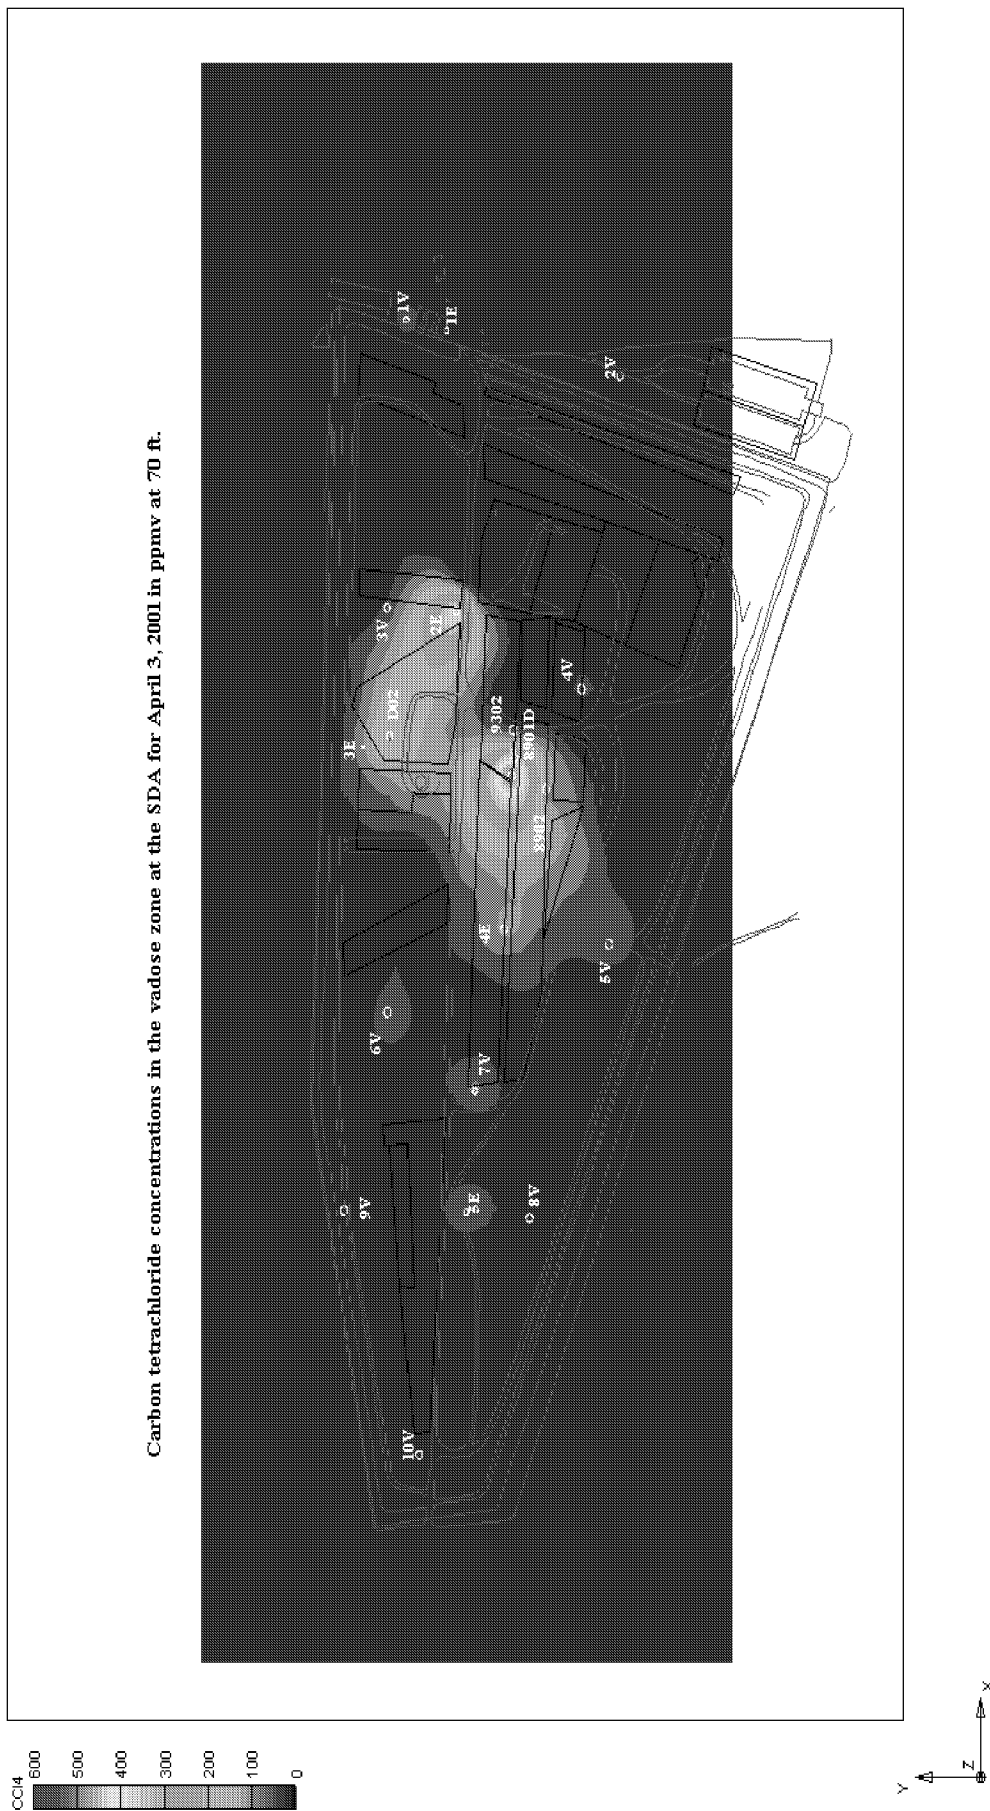 Carbon tetrachloride concentrations in the vadose zone at the SDA for April 3, 2001 in ppmv at 70 ft.
1V
1E
2V
3V
2E
4V
D02
9302
8901D
3E
8902
4E
5V
6V
7V
9V
5E
8V
10V
CCl4
600
500
400
300
200
100
0
Y
Z
X